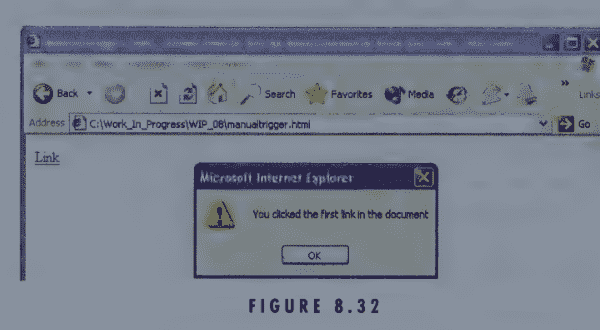 Back Search Favorites Media Links
Address C:\Work_In_Progress\WIP_08\manualtrigger.html Go
Link
Microsoft Internet Explorer
You clicked the first link in the document
OK
FIGURE 8.32